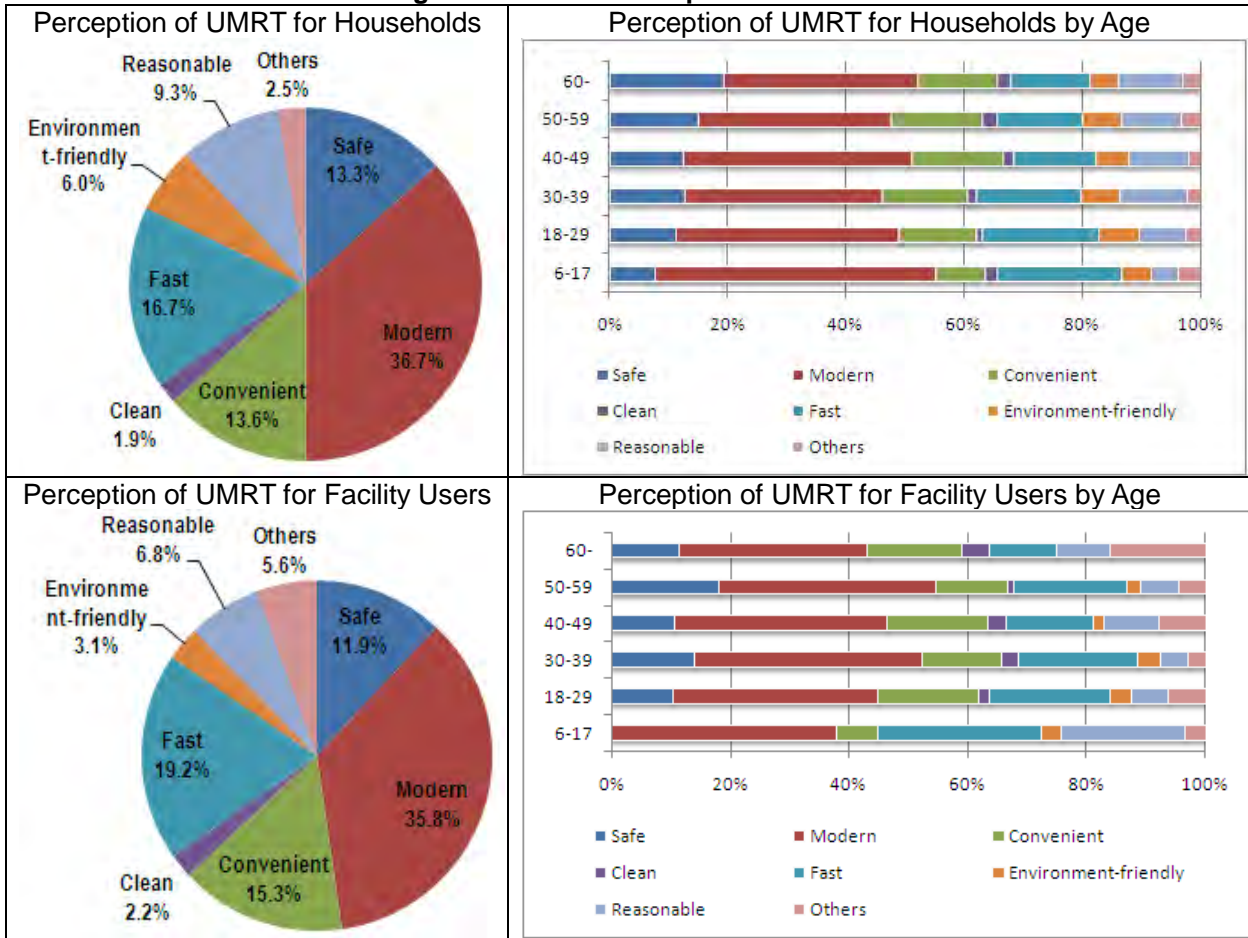 Perception of UMRT for Households
Reasonable
9.3%
Others
2.5%
Environmen
t-friendly
6.0%
Safe
13.3%
Fast
16.7%
Modern
36.7%
Convenient
13.6%
Clean
1.9%
Perception of UMRT for Households by Age
60-
50-59
40-49
30-39
18-29
6-17
0% 20% 40% 60% 80% 100%
Safe Modern Convenient
Clean Fast Environment-friendly
Reasonable Others
Perception of UMRT for Facility Users
Reasonable
6.8%
Others
5.6%
Environme
nt-friendly
3.1%
Safe
11.9%
Fast
19.2%
Modern
35.8%
Convenient
15.3%
Clean
2.2%
Perception of UMRT for Facility Users by Age
60-
50-59
40-49
30-39
18-29
6-17
0% 20% 40% 60% 80% 100%
Safe Modern Convenient
Clean Fast Environment-friendly
Reasonable Others